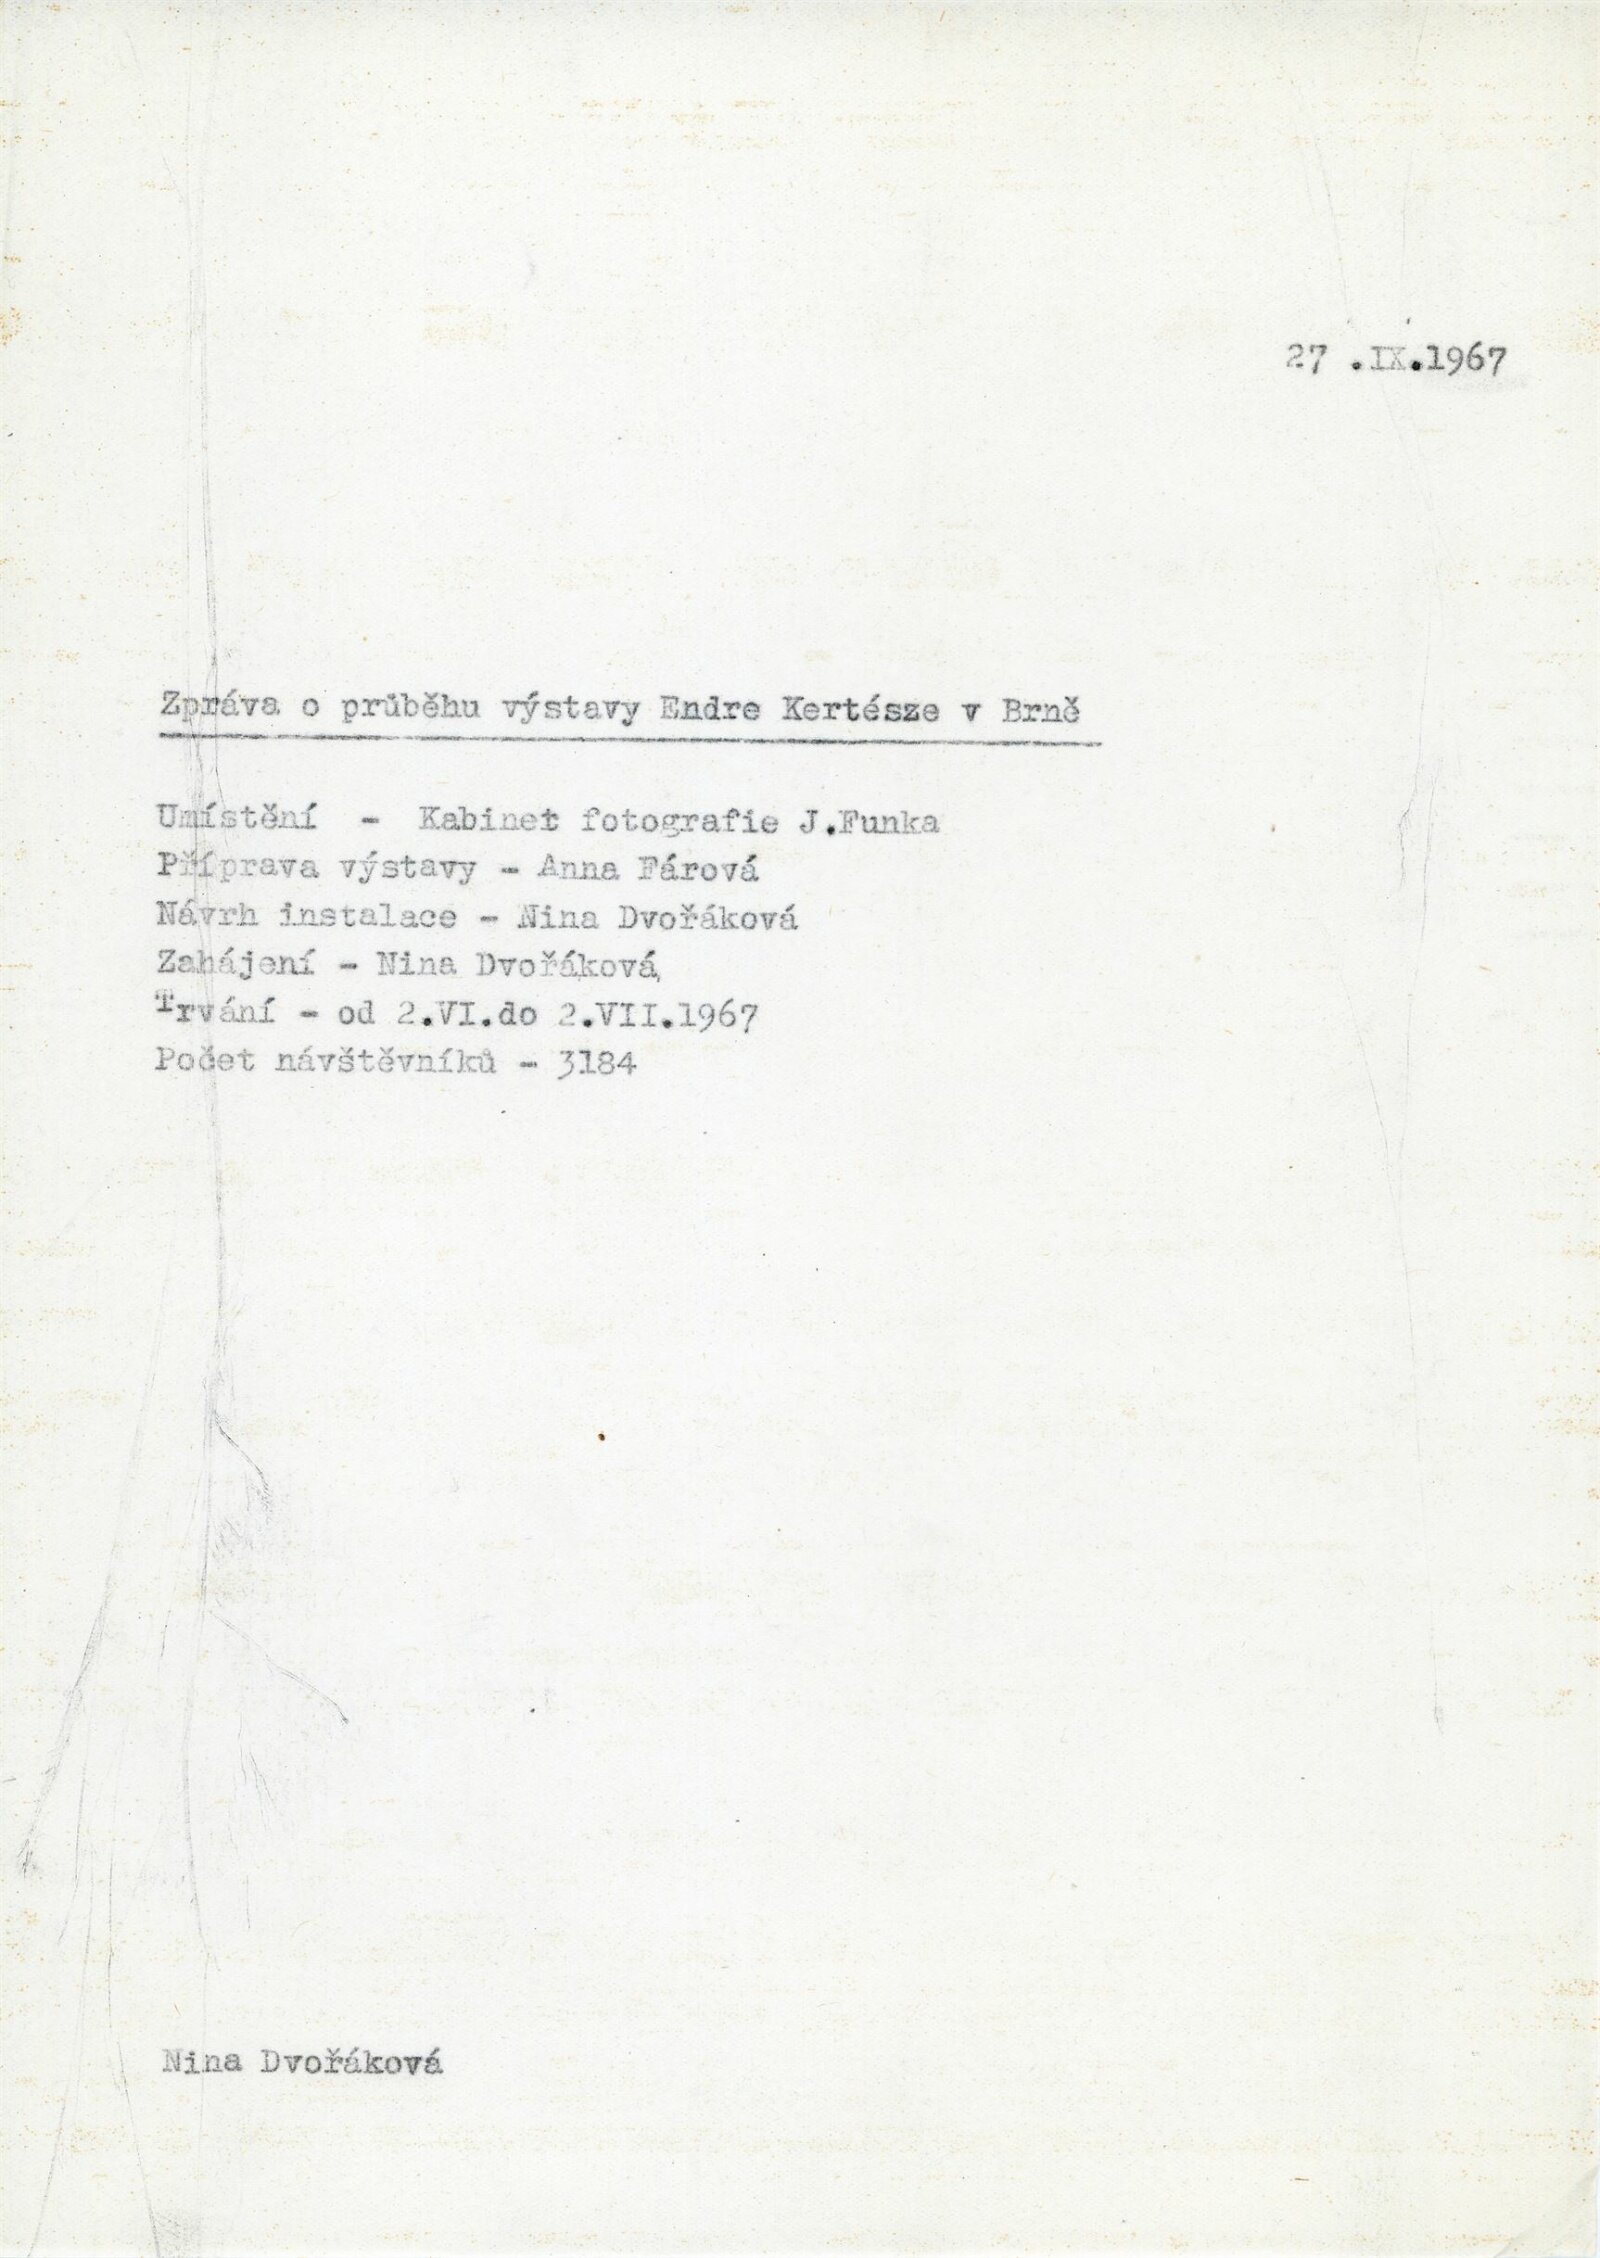 27 .IX.1967
Zpráva o průběhu výstavy Endre Kertésze v Brně
Umístění - Kabinet fotografie J.Funka
Příprava výstavy - Anna Fárová
Návrh instalace - Nina Dvořáková
Zahájení - Nina Dvořáková
Trvání - od 2.VI.do 2.VII.1967
Počet návštěvníků - 3184
Nina Dvořáková